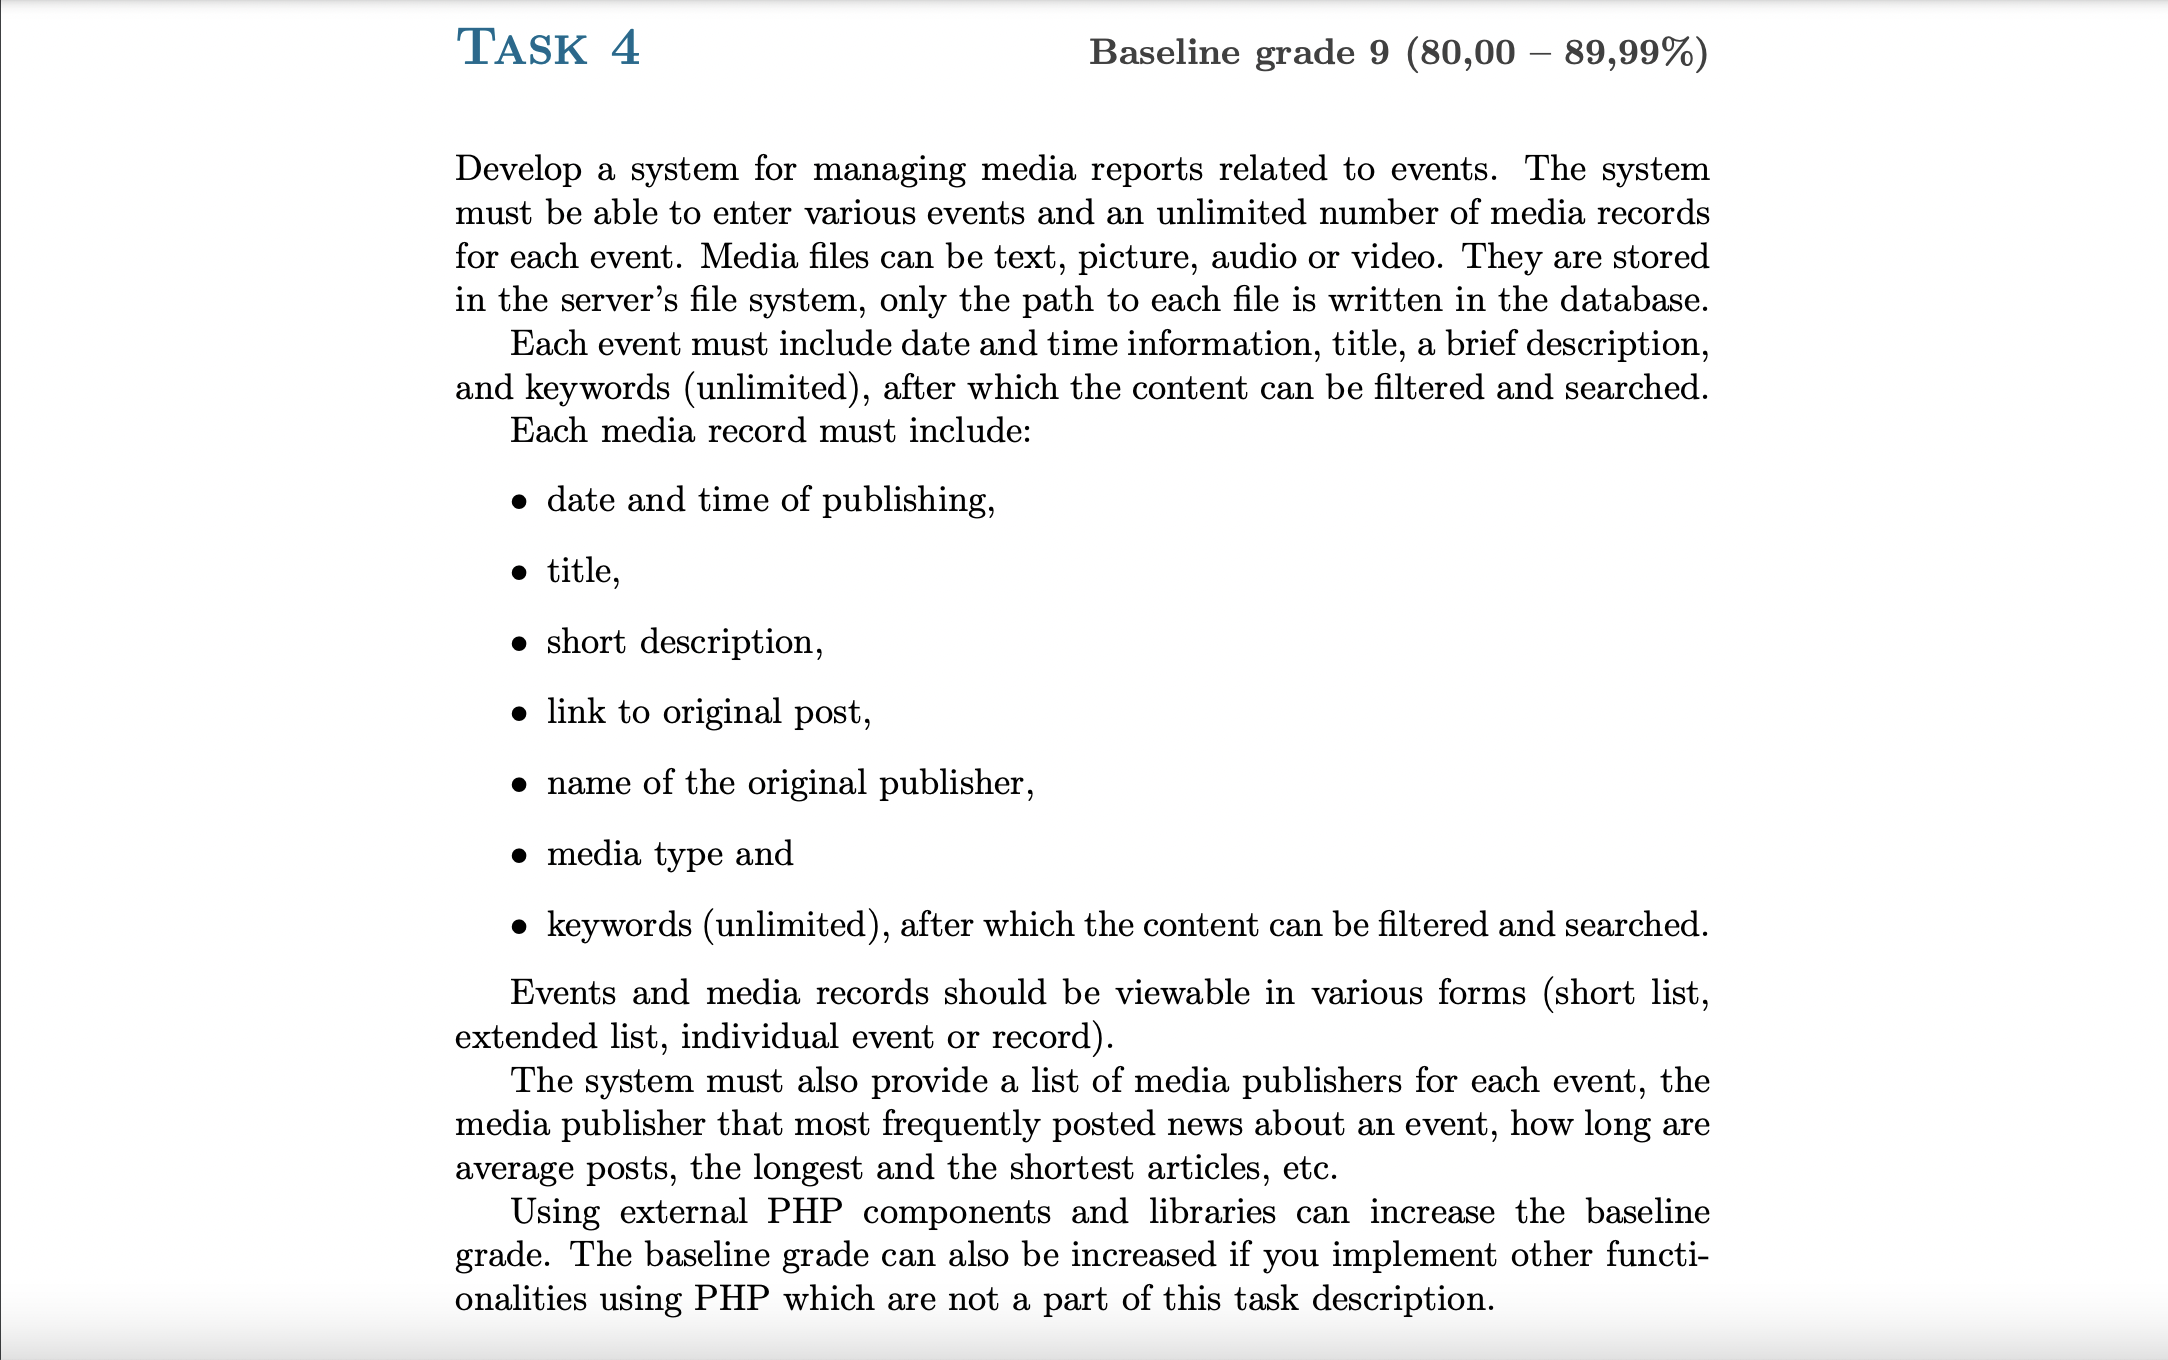 TASK 4
Baseline grade 9 (80,00 – 89,99%)
Develop a system for managing media reports related to events. The system
must be able to enter various events and an unlimited number of media records
for each event. Media files can be text, picture, audio or video. They are stored
in the server’s file system, only the path to each file is written in the database.
Each event must include date and time information, title, a brief description,
and keywords (unlimited), after which the content can be filtered and searched.
Each media record must include:
• date and time of publishing,
• title,
• short description,
• link to original post,
• name of the original publisher,
• media type and
• keywords (unlimited), after which the content can be filtered and searched.
Events and media records should be viewable in various forms (short list,
extended list, individual event or record).
The system must also provide a list of media publishers for each event, the
media publisher that most frequently posted news about an event, how long are
average posts, the longest and the shortest articles, etc.
Using external PHP components and libraries can increase the baseline
grade. The baseline grade can also be increased if you implement other functi-
onalities using PHP which are not a part of this task description.